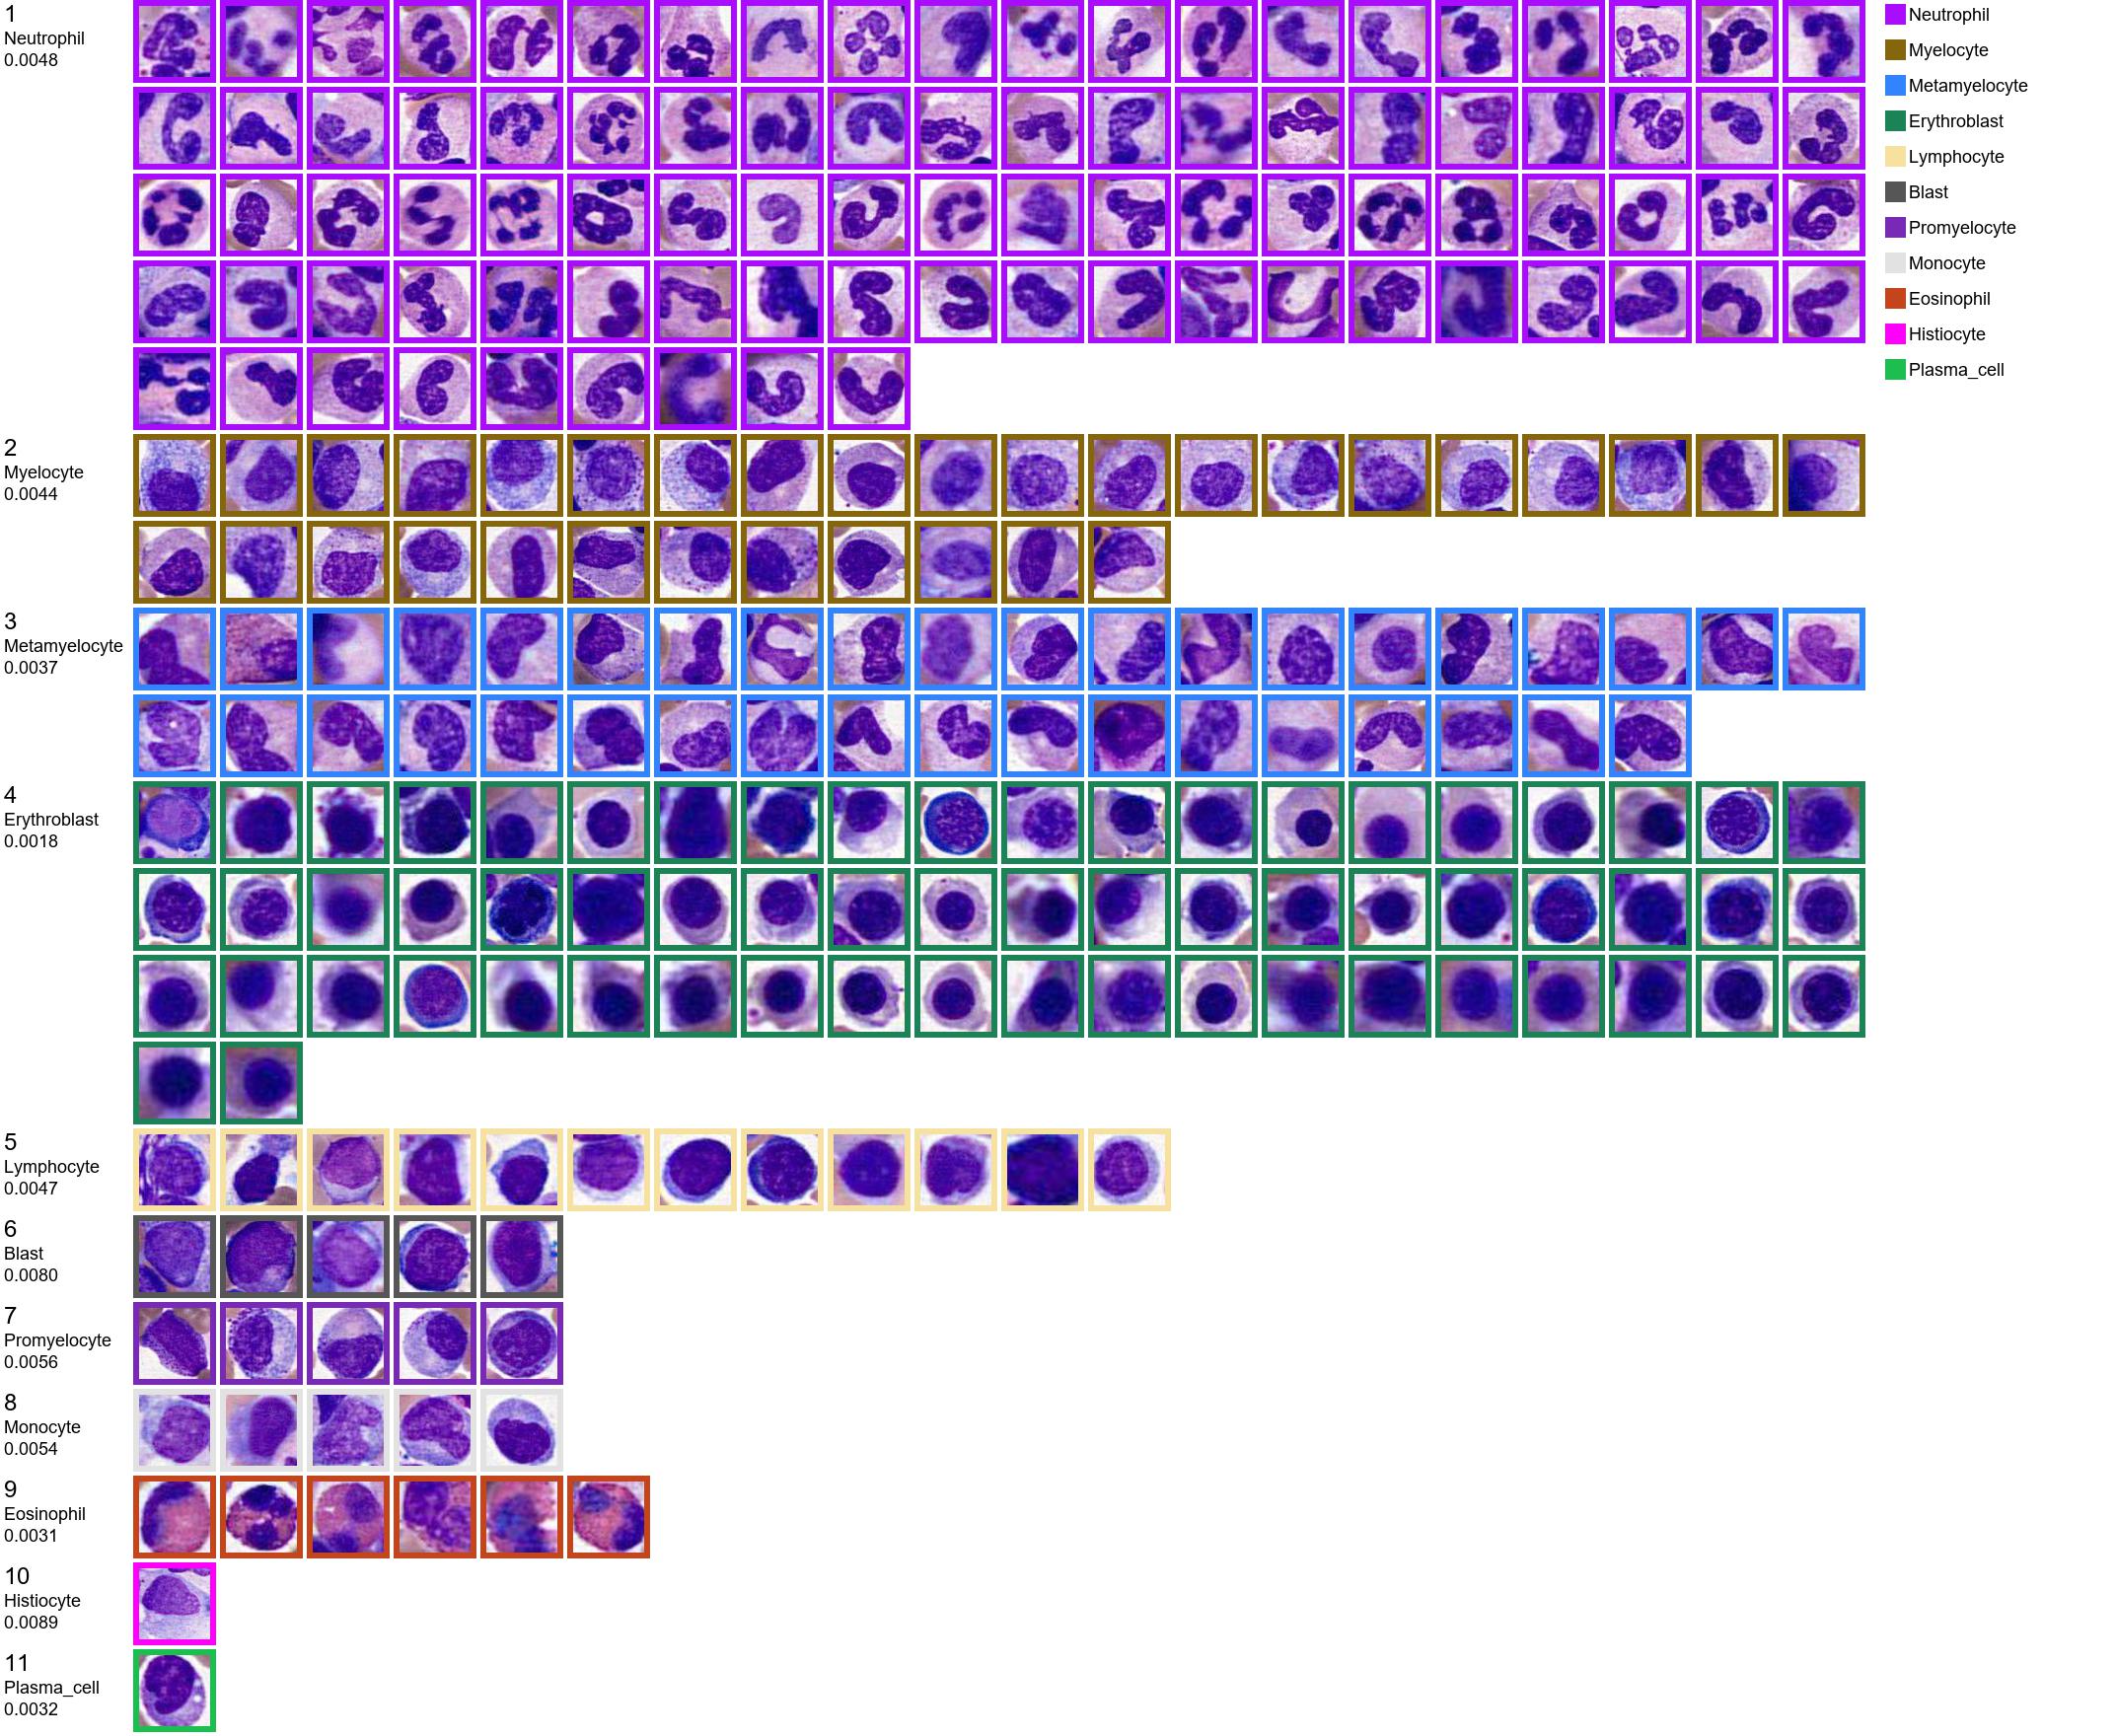 1
Neutrophil
0.0048
2
Myelocyte
0.0044
3
Metamyelocyte
0.0037
4
Erythroblast
0.0018
5
Lymphocyte
0.0047
6
Blast
0.0080
7
Promyelocyte
0.0056
8
Monocyte
0.0054
9
Eosinophil
0.0031
10
Histiocyte
0.0089
11
Plasma_cell
0.0032
Neutrophil
Myelocyte
Metamyelocyte
Erythroblast
Lymphocyte
Blast
Promyelocyte
Monocyte
Eosinophil
Histiocyte
Plasma_cell